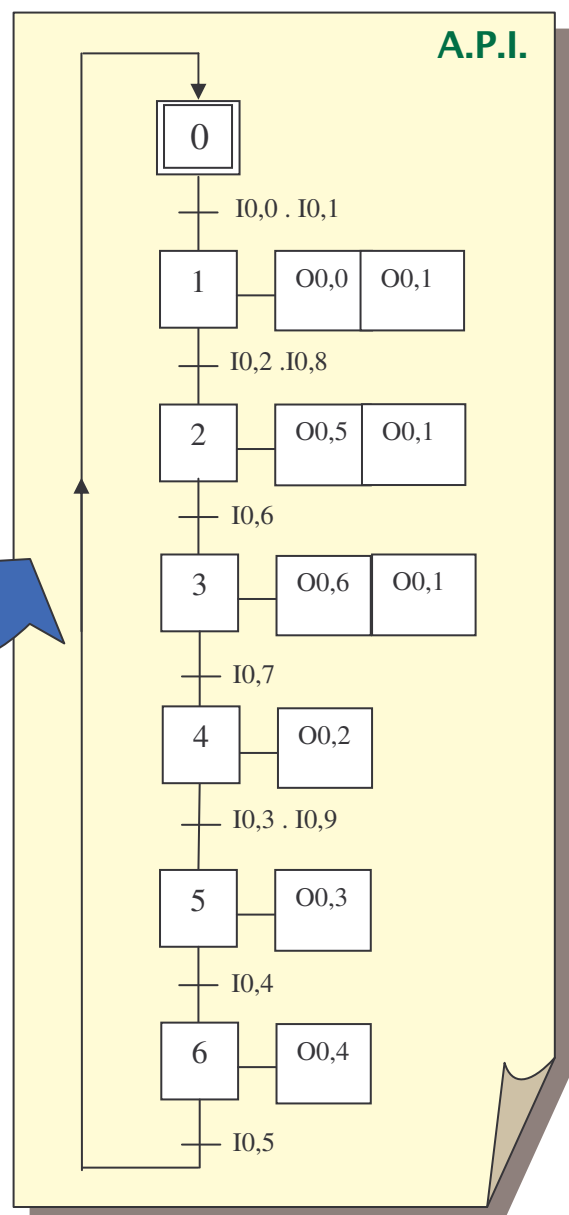 A.P.I.
0
I0,0 . I0,1
1 O0,0 O0,1
I0,2 .I0,8
2 O0,5 O0,1
I0,6
3 O0,6 O0,1
I0,7
4 O0,2
I0,3 . I0,9
5 O0,3
I0,4
6 O0,4
I0,5